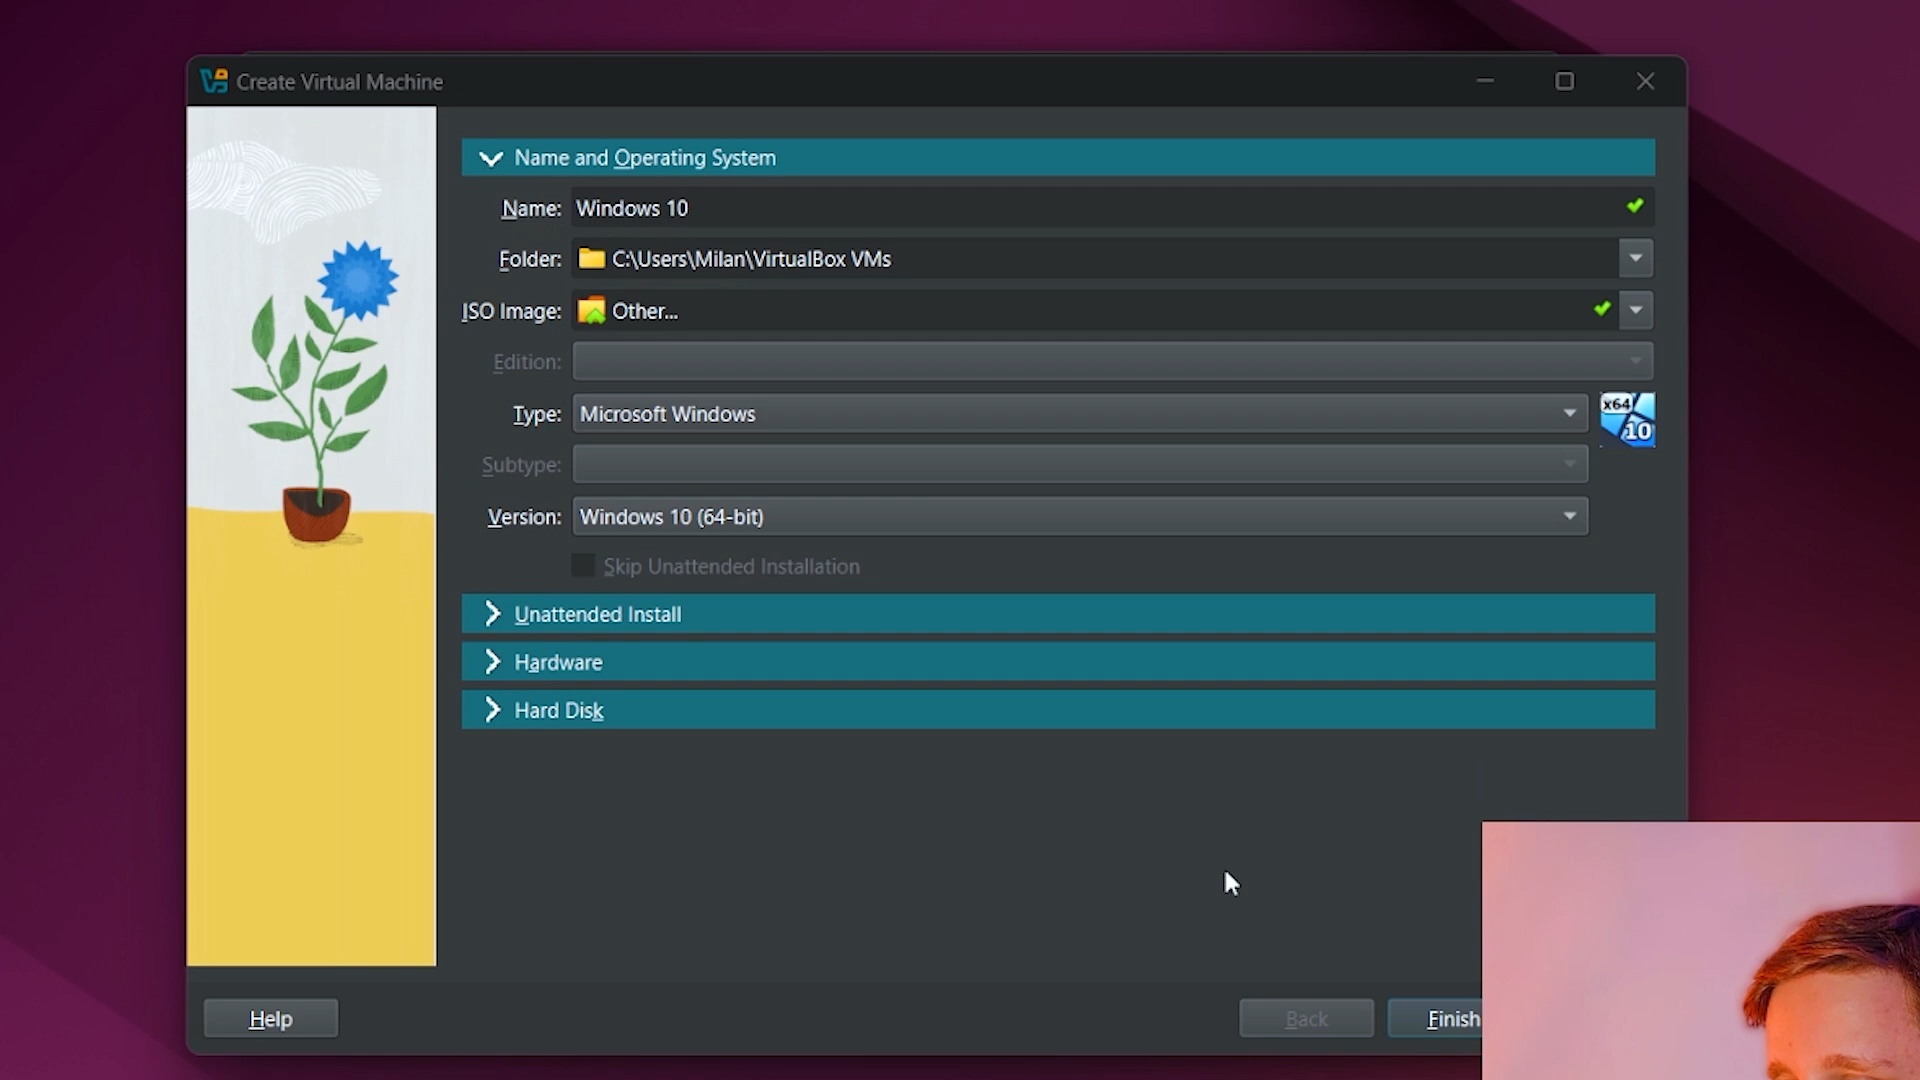 Create Virtual Machine
Name and Operating System
Name: Windows 10
Folder: C:\Users\Milan\VirtualBox VMs
ISO Image: Other...
Edition:
Type: Microsoft Windows
x64
10
Subtype:
Version: Windows 10 (64-bit)
Skip Unattended Installation
Unattended Install
Hardware
Hard Disk
Help
Back
Finish